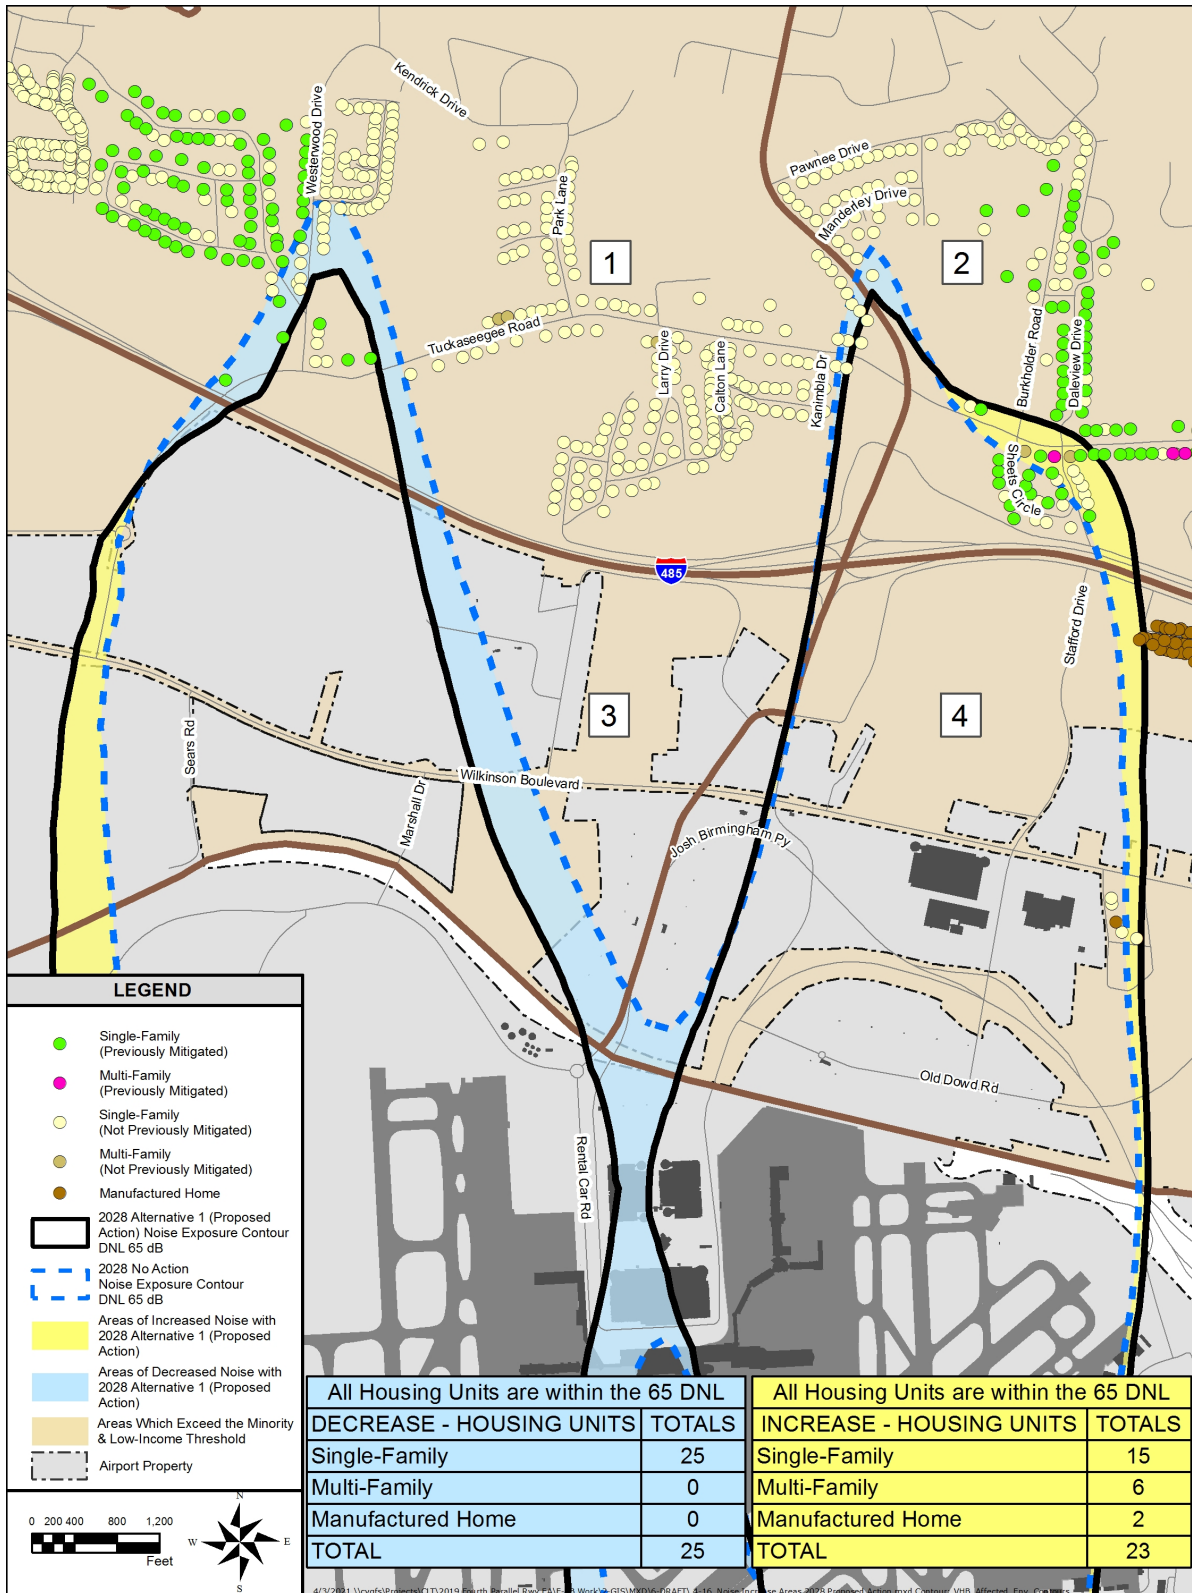 Kendrick Drive
Westerwood Drive
Park Lane
Pawnee Drive
Manderley Drive
1
2
Tuckaseegee Road
Larry Drive
Calton Lane
Kanimbla Dr
Burkholder Road
Daleview Drive
Sheets Circle
485
Stafford Drive
3
4
Sears Rd
Marshall Dr
Wilkinson Boulevard
Josh Birmingham Py
Old Dowd Rd
Rental Car Rd
LEGEND
Single-Family
(Previously Mitigated)
Multi-Family
(Previously Mitigated)
Single-Family
(Not Previously Mitigated)
Multi-Family
(Not Previously Mitigated)
Manufactured Home
2028 Alternative 1 (Proposed
Action) Noise Exposure Contour
DNL 65 dB
2028 No Action
Noise Exposure Contour
DNL 65 dB
Areas of Increased Noise with
2028 Alternative 1 (Proposed
Action)
Areas of Decreased Noise with
2028 Alternative 1 (Proposed
Action)
Areas Which Exceed the Minority
& Low-Income Threshold
Airport Property
0 200 400 800 1,200
Feet
N
W E
S
All Housing Units are within the 65 DNL
DECREASE - HOUSING UNITS TOTALS
Single-Family 25
Multi-Family 0
Manufactured Home 0
TOTAL 25
All Housing Units are within the 65 DNL
INCREASE - HOUSING UNITS TOTALS
Single-Family 15
Multi-Family 6
Manufactured Home 2
TOTAL 23